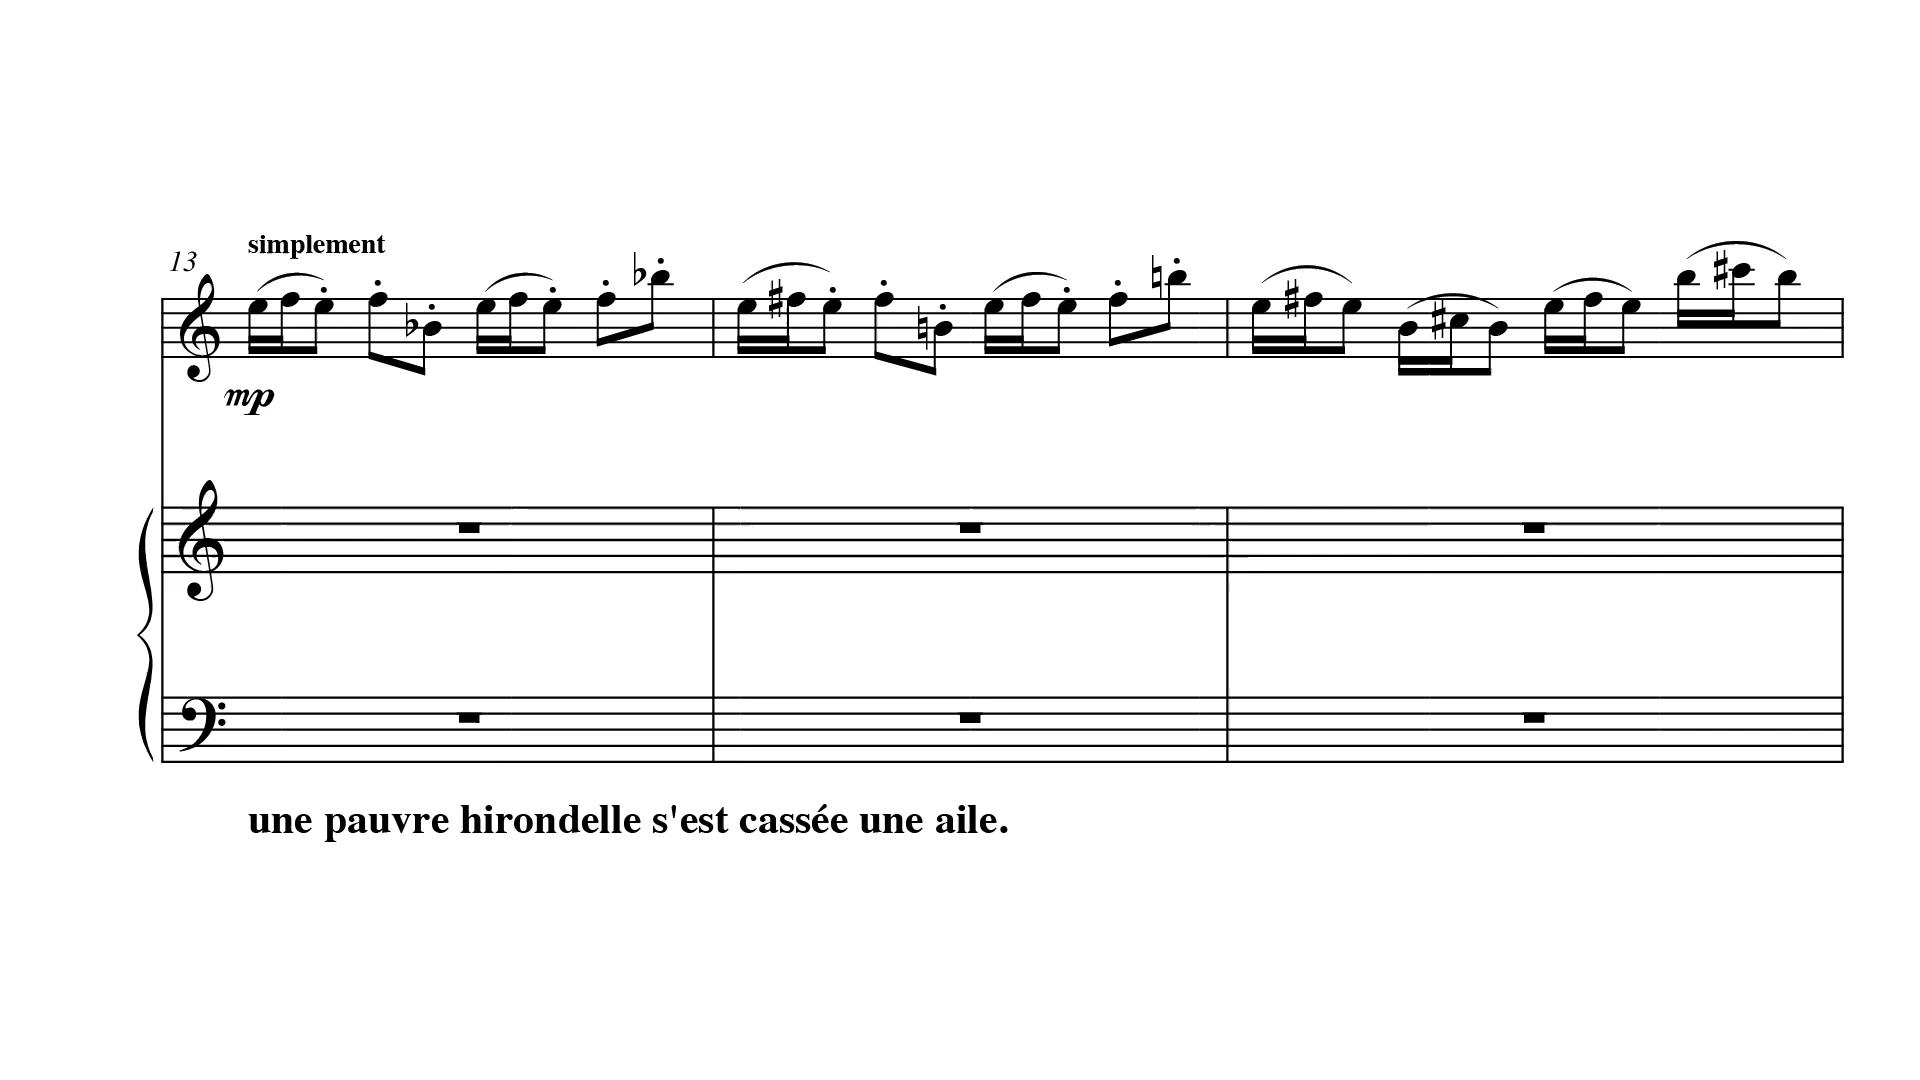 simplement
13
mp
une pauvre hirondelle s'est cassée une aile.